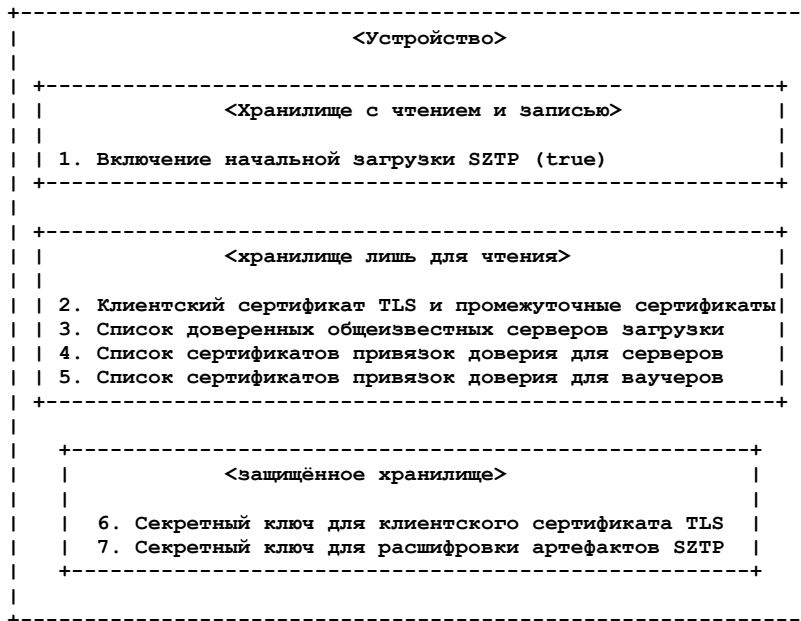 <Устройство>
<Хранилище с чтением и записью>
1. Включение начальной загрузки SZTP (true)
<хранилище лишь для чтения>
2. Клиентский сертификат TLS и промежуточные сертификаты
3. Список доверенных общеизвестных серверов загрузки
4. Список сертификатов привязок доверия для серверов
5. Список сертификатов привязок доверия для ваучеров
<защищённое хранилище>
6. Секретный ключ для клиентского сертификата TLS
7. Секретный ключ для расшифровки артефактов SZTP